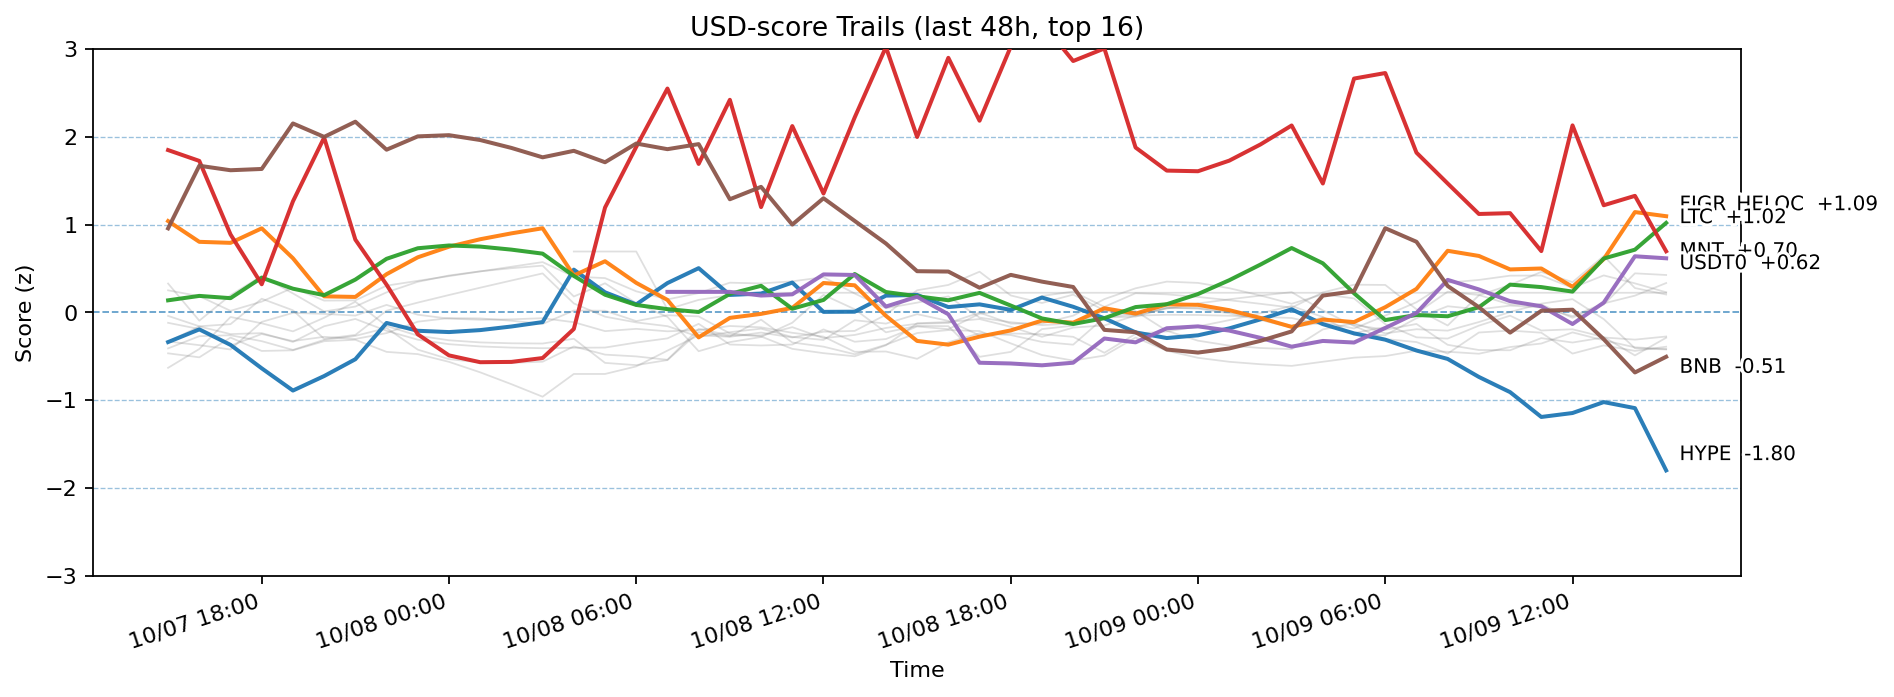 USD-score Trails (last 48h, top 16)
Score (z)
3
2
1
0
−1
−2
−3
FIGR_HELOC +1.09
LTC +1.02
MNT +0.70
USDT0 +0.62
BNB -0.51
HYPE -1.80
10/07 18:00
10/08 00:00
10/08 06:00
10/08 12:00
10/08 18:00
10/09 00:00
10/09 06:00
10/09 12:00
Time